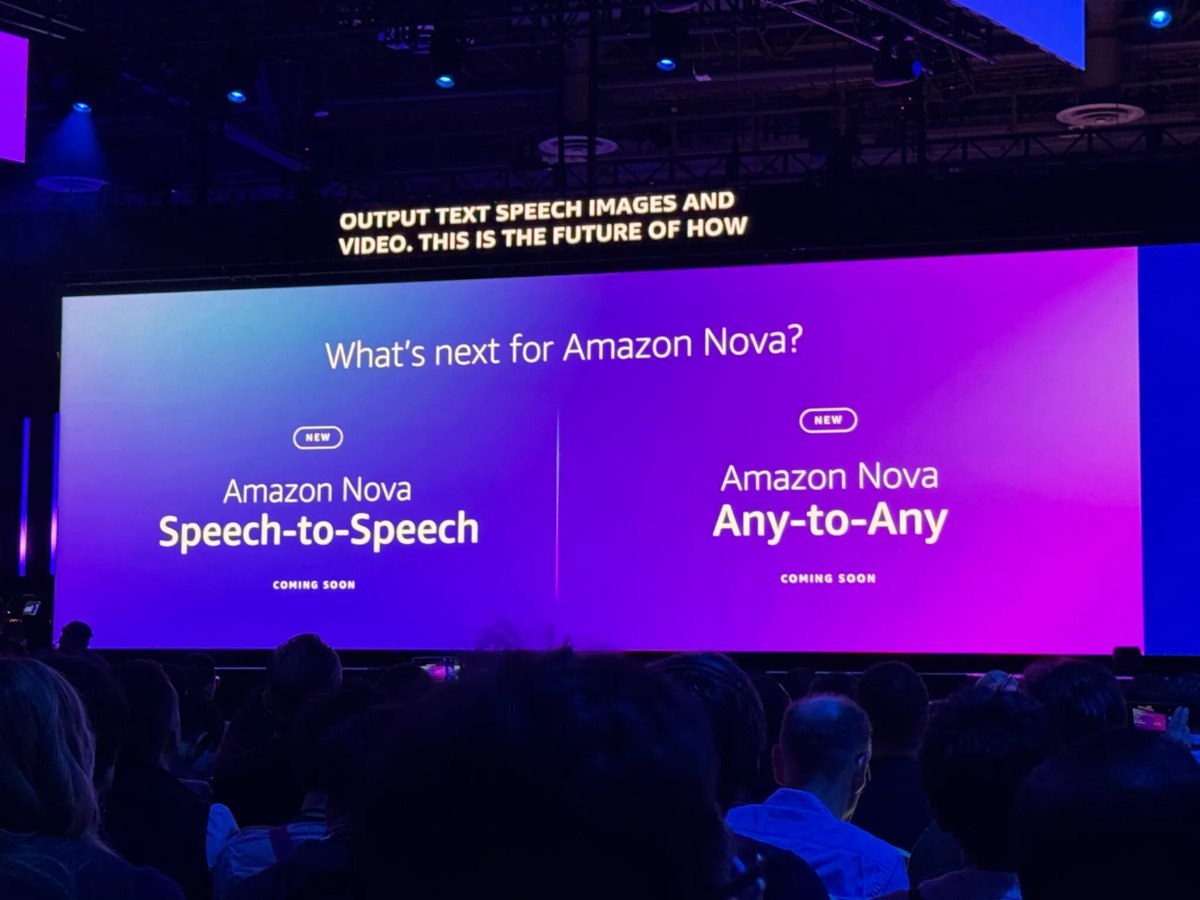 OUTPUT TEXT SPEECH IMAGES AND
VIDEO. THIS IS THE FUTURE OF HOW
What's next for Amazon Nova?
NEW
Amazon Nova
Speech-to-Speech
COMING SOON
NEW
Amazon Nova
Any-to-Any
COMING SOON